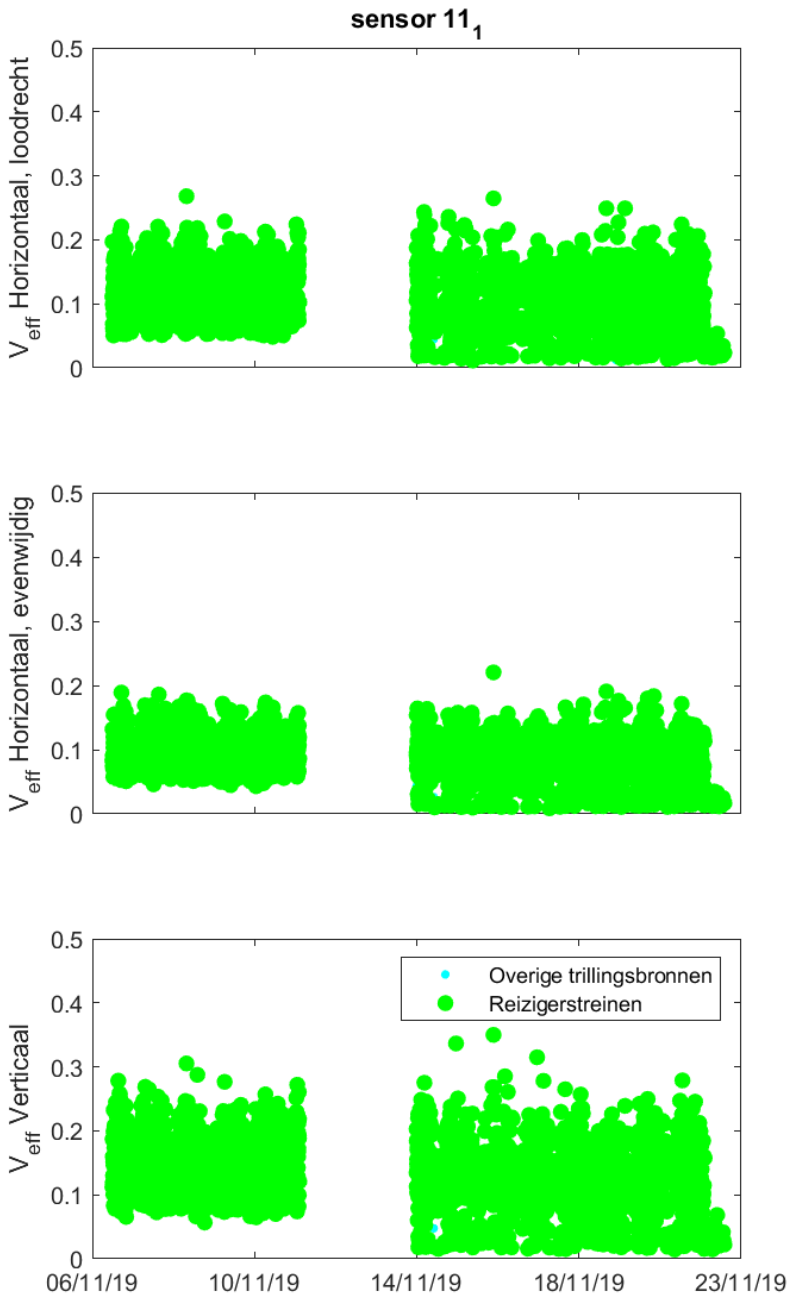 sensor 11₁
0.5
0.4
0.3
0.2
0.1
0
V_eff Horizontaal, loodrecht
0.5
0.4
0.3
0.2
0.1
0
V_eff Horizontaal, evenwijdig
0.5
0.4
0.3
0.2
0.1
0
V_eff Verticaal
Overige trillingsbronnen
Reizigerstreinen
06/11/19 10/11/19 14/11/19 18/11/19 23/11/19